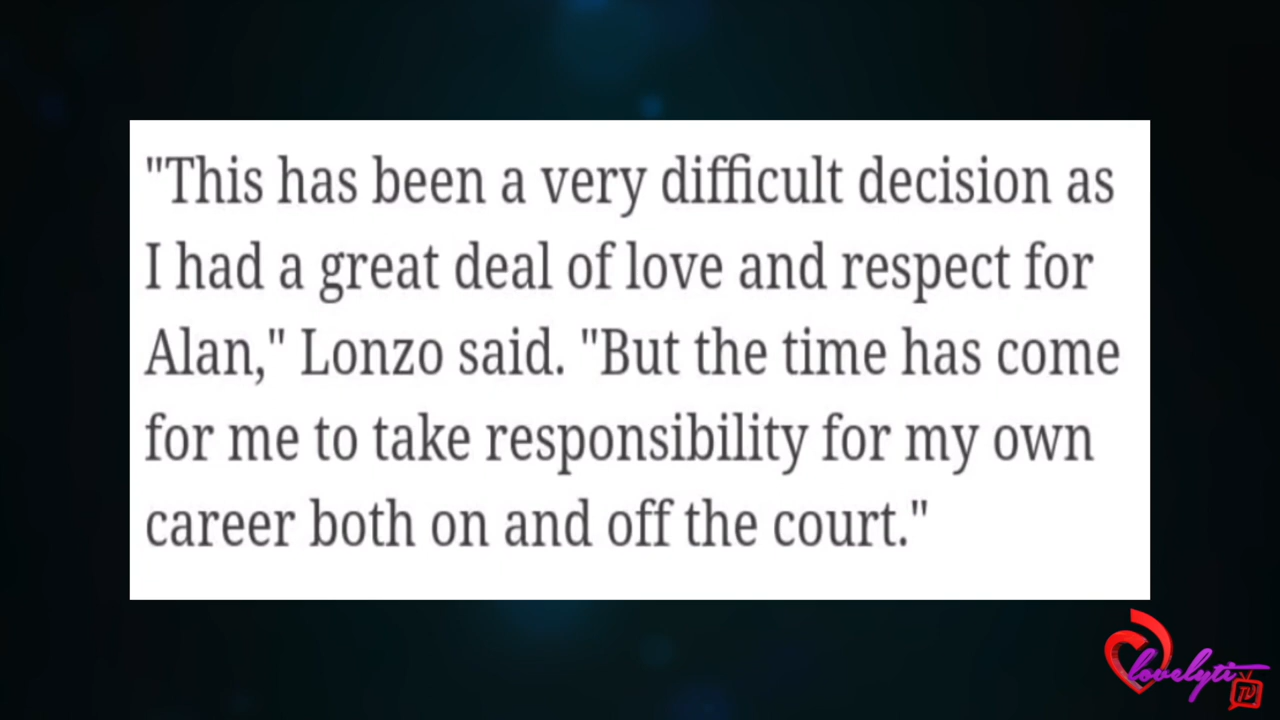 "This has been a very difficult decision as
I had a great deal of love and respect for
Alan," Lonzo said. "But the time has come
for me to take responsibility for my own
career both on and off the court."
lovelyti
TV